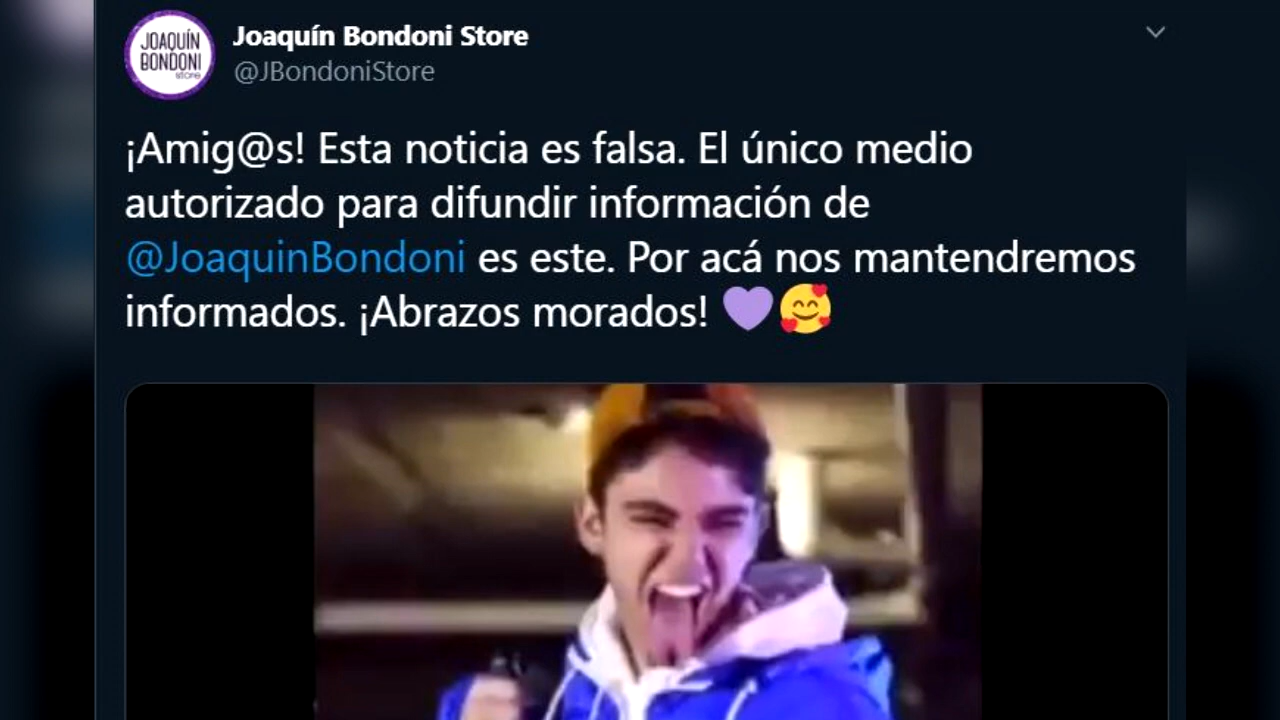 JOAQUÍN
BONDONI
store
Joaquín Bondoni Store
@JBondoniStore
¡Amig@s! Esta noticia es falsa. El único medio
autorizado para difundir información de
@JoaquinBondoni es este. Por acá nos mantendremos
informados. ¡Abrazos morados! 💜🥰